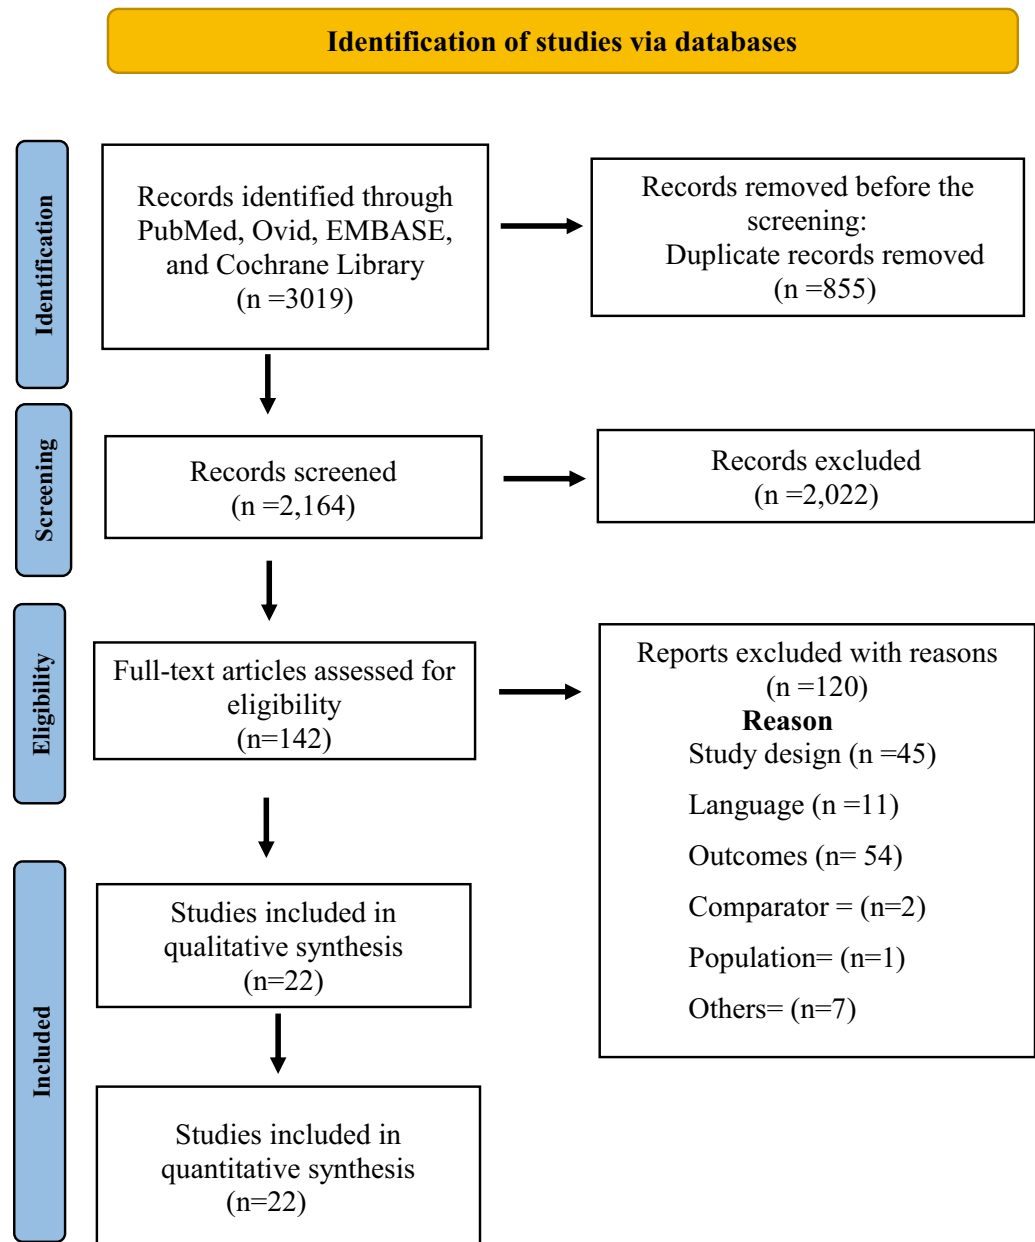 Identification of studies via databases
Identification
Records identified through
PubMed, Ovid, EMBASE,
and Cochrane Library
(n =3019)
Records removed before the
screening:
Duplicate records removed
(n =855)
Screening
Records screened
(n =2,164)
Records excluded
(n =2,022)
Eligibility
Full-text articles assessed for
eligibility
(n=142)
Reports excluded with reasons
(n =120)
Reason
Study design (n =45)
Language (n =11)
Outcomes (n= 54)
Comparator = (n=2)
Population= (n=1)
Others= (n=7)
Included
Studies included in
qualitative synthesis
(n=22)
Studies included in
quantitative synthesis
(n=22)